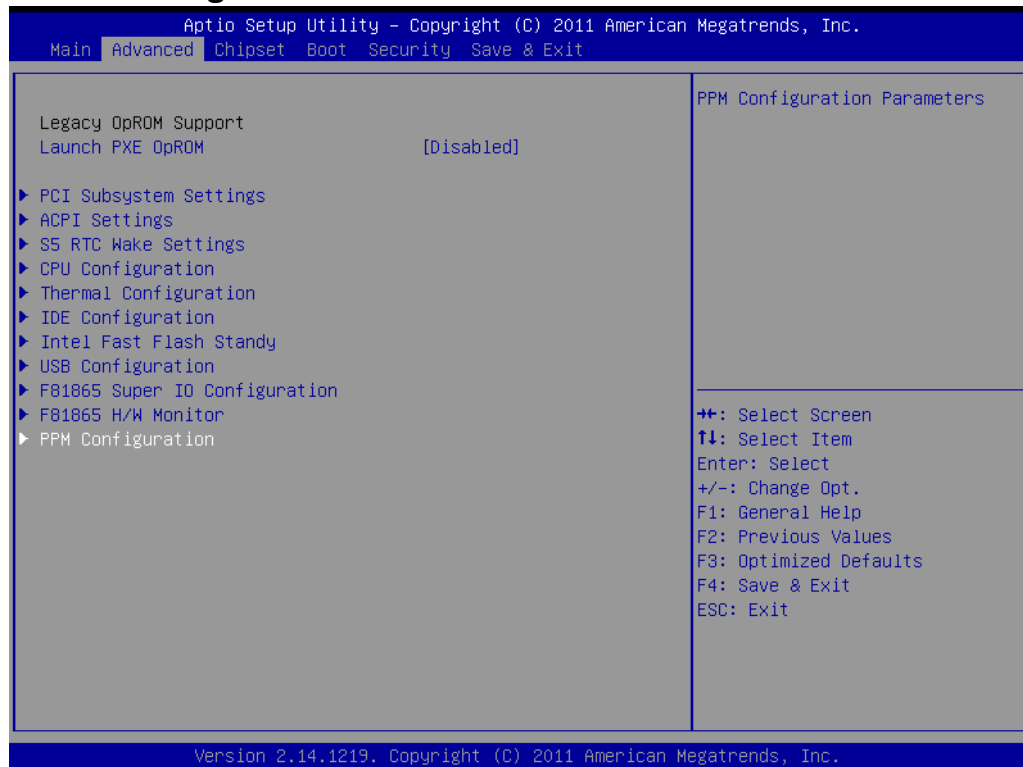 Aptio Setup Utility – Copyright (C) 2011 American Megatrends, Inc.
Main Advanced Chipset Boot Security Save & Exit
PPM Configuration Parameters
Legacy OpROM Support
Launch PXE OpROM [Disabled]
▶ PCI Subsystem Settings
▶ ACPI Settings
▶ S5 RTC Wake Settings
▶ CPU Configuration
▶ Thermal Configuration
▶ IDE Configuration
▶ Intel Fast Flash Standy
▶ USB Configuration
▶ F81865 Super IO Configuration
▶ F81865 H/W Monitor
▶ PPM Configuration
→←: Select Screen
↑↓: Select Item
Enter: Select
+/-: Change Opt.
F1: General Help
F2: Previous Values
F3: Optimized Defaults
F4: Save & Exit
ESC: Exit
Version 2.14.1219. Copyright (C) 2011 American Megatrends, Inc.